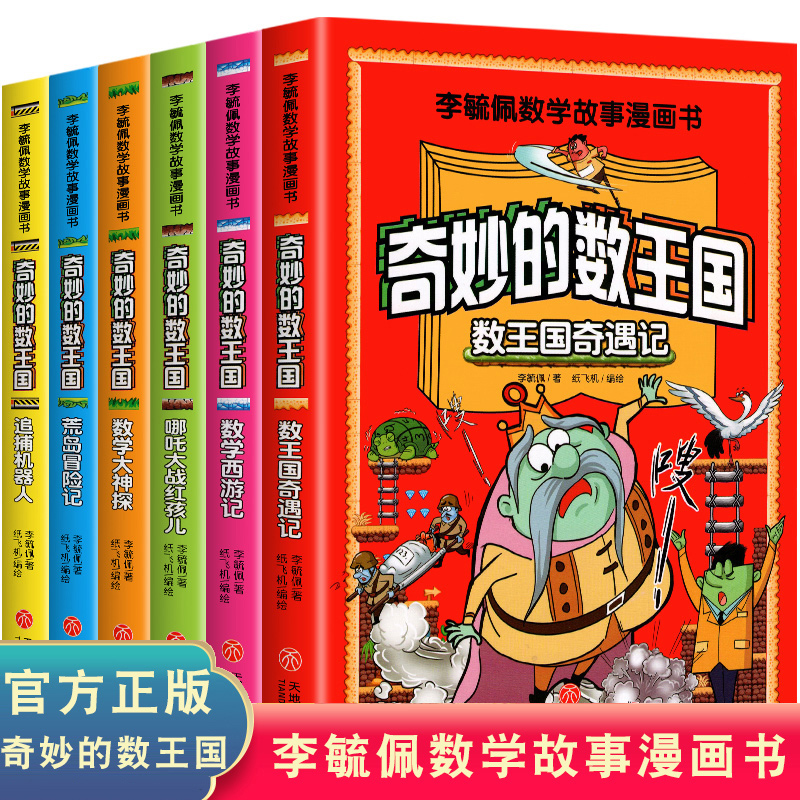 李毓佩数学故事漫画书
奇妙的数王国
数王国奇遇记
李毓佩/著 纸飞机/编绘
嗖
嗖
李毓佩数学故事漫画书
奇妙的数王国
追捕机器人
李毓佩 著
纸飞机 编绘
李毓佩数学故事漫画书
奇妙的数王国
荒岛冒险记
李毓佩 著
纸飞机 编绘
李毓佩数学故事漫画书
奇妙的数王国
数学大神探
李毓佩 著
纸飞机 编绘
李毓佩数学故事漫画书
奇妙的数王国
哪吒大战红孩儿
李毓佩 著
纸飞机 编绘
李毓佩数学故事漫画书
奇妙的数王国
数学西游记
李毓佩 著
纸飞机 编绘
李毓佩数学故事漫画书
奇妙的数王国
数王国奇遇记
李毓佩 著
纸飞机 编绘
天地
官方正版
奇妙的数王国
李毓佩数学故事漫画书